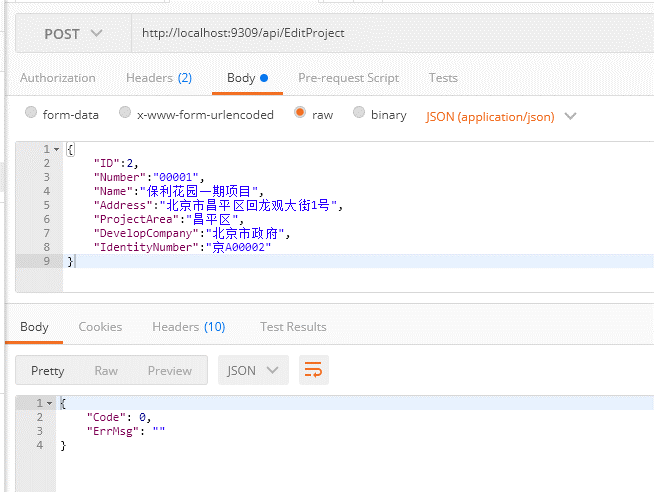 POST http://localhost:9309/api/EditProject
Authorization Headers (2) Body Pre-request Script Tests
form-data x-www-form-urlencoded raw binary JSON (application/json)
1 {
2 "ID":2,
3 "Number":"00001",
4 "Name":"保利花园一期项目",
5 "Address":"北京市昌平区回龙观大街1号",
6 "ProjectArea":"昌平区",
7 "DevelopCompany":"北京市政府",
8 "IdentityNumber":"京A00002"
9 }
Body Cookies Headers (10) Test Results
Pretty Raw Preview JSON
1 {
2 "Code": 0,
3 "ErrMsg": ""
4 }